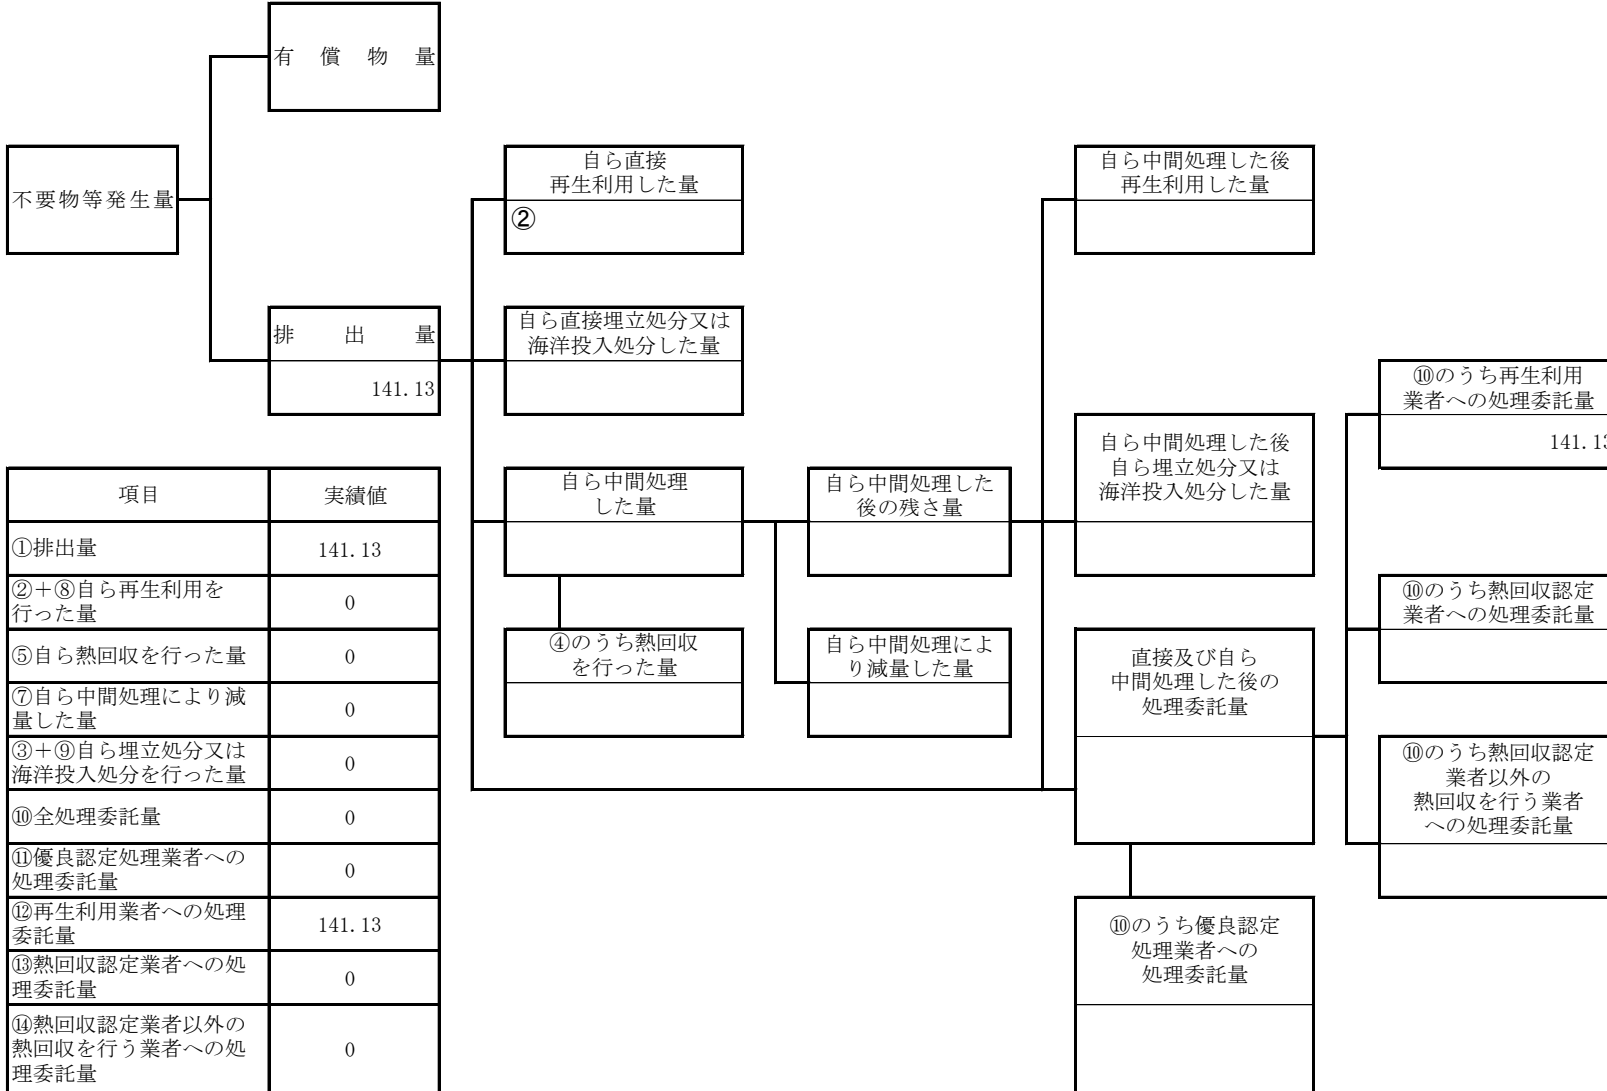 有償物量
不要物等発生量
排出量
141.13
自ら直接
再生利用した量
②
自ら直接埋立処分又は
海洋投入処分した量
自ら中間処理
した量
④のうち熱回収
を行った量
自ら中間処理した
後の残さ量
自ら中間処理によ
り減量した量
自ら中間処理した後
再生利用した量
自ら中間処理した後
自ら埋立処分又は
海洋投入処分した量
直接及び自ら
中間処理した後の
処理委託量
⑩のうち優良認定
処理業者への
処理委託量
⑩のうち再生利用
業者への処理委託量
141.13
⑩のうち熱回収認定
業者への処理委託量
⑩のうち熱回収認定
業者以外の
熱回収を行う業者
への処理委託量
項目 実績値
①排出量 141.13
②+⑧自ら再生利用を
行った量 0
⑤自ら熱回収を行った量 0
⑦自ら中間処理により減
量した量 0
③+⑨自ら埋立処分又は
海洋投入処分を行った量 0
⑩全処理委託量 0
⑪優良認定処理業者への
処理委託量 0
⑫再生利用業者への処理
委託量 141.13
⑬熱回収認定業者への処
理委託量 0
⑭熱回収認定業者以外の
熱回収を行う業者への処
理委託量 0